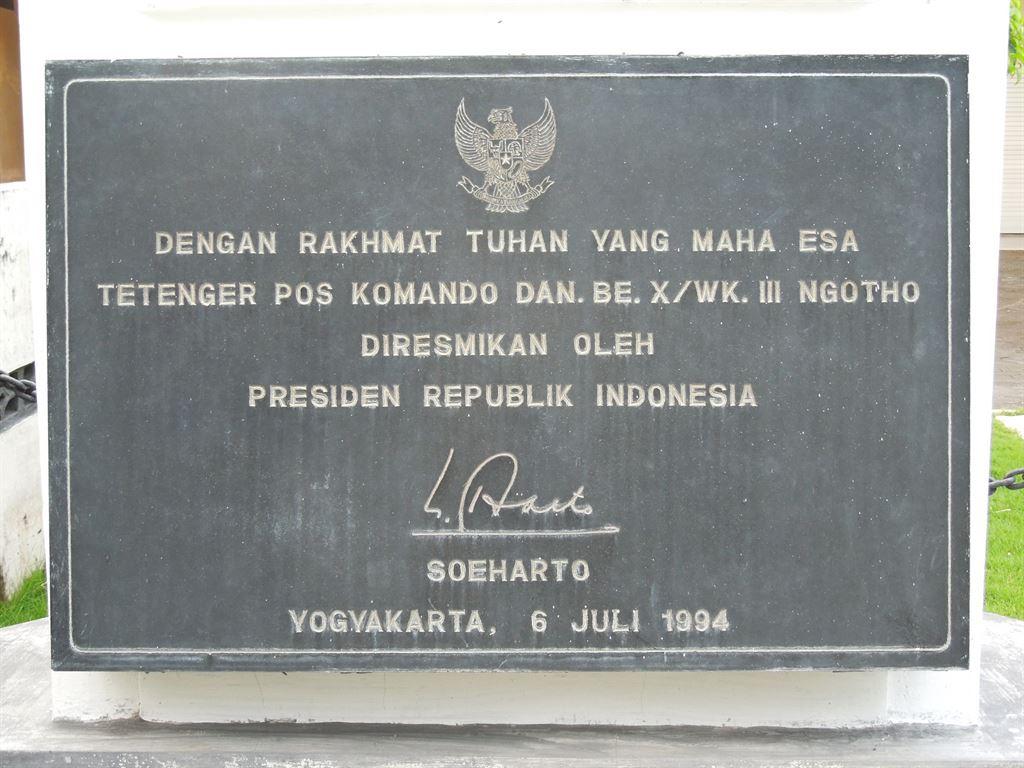 DENGAN RAKHMAT TUHAN YANG MAHA ESA
TETENGER POS KOMANDO DAN. BE. X/WK. III NGOTHO
DIRESMIKAN OLEH
PRESIDEN REPUBLIK INDONESIA
SOEHARTO
YOGYAKARTA, 6 JULI 1994